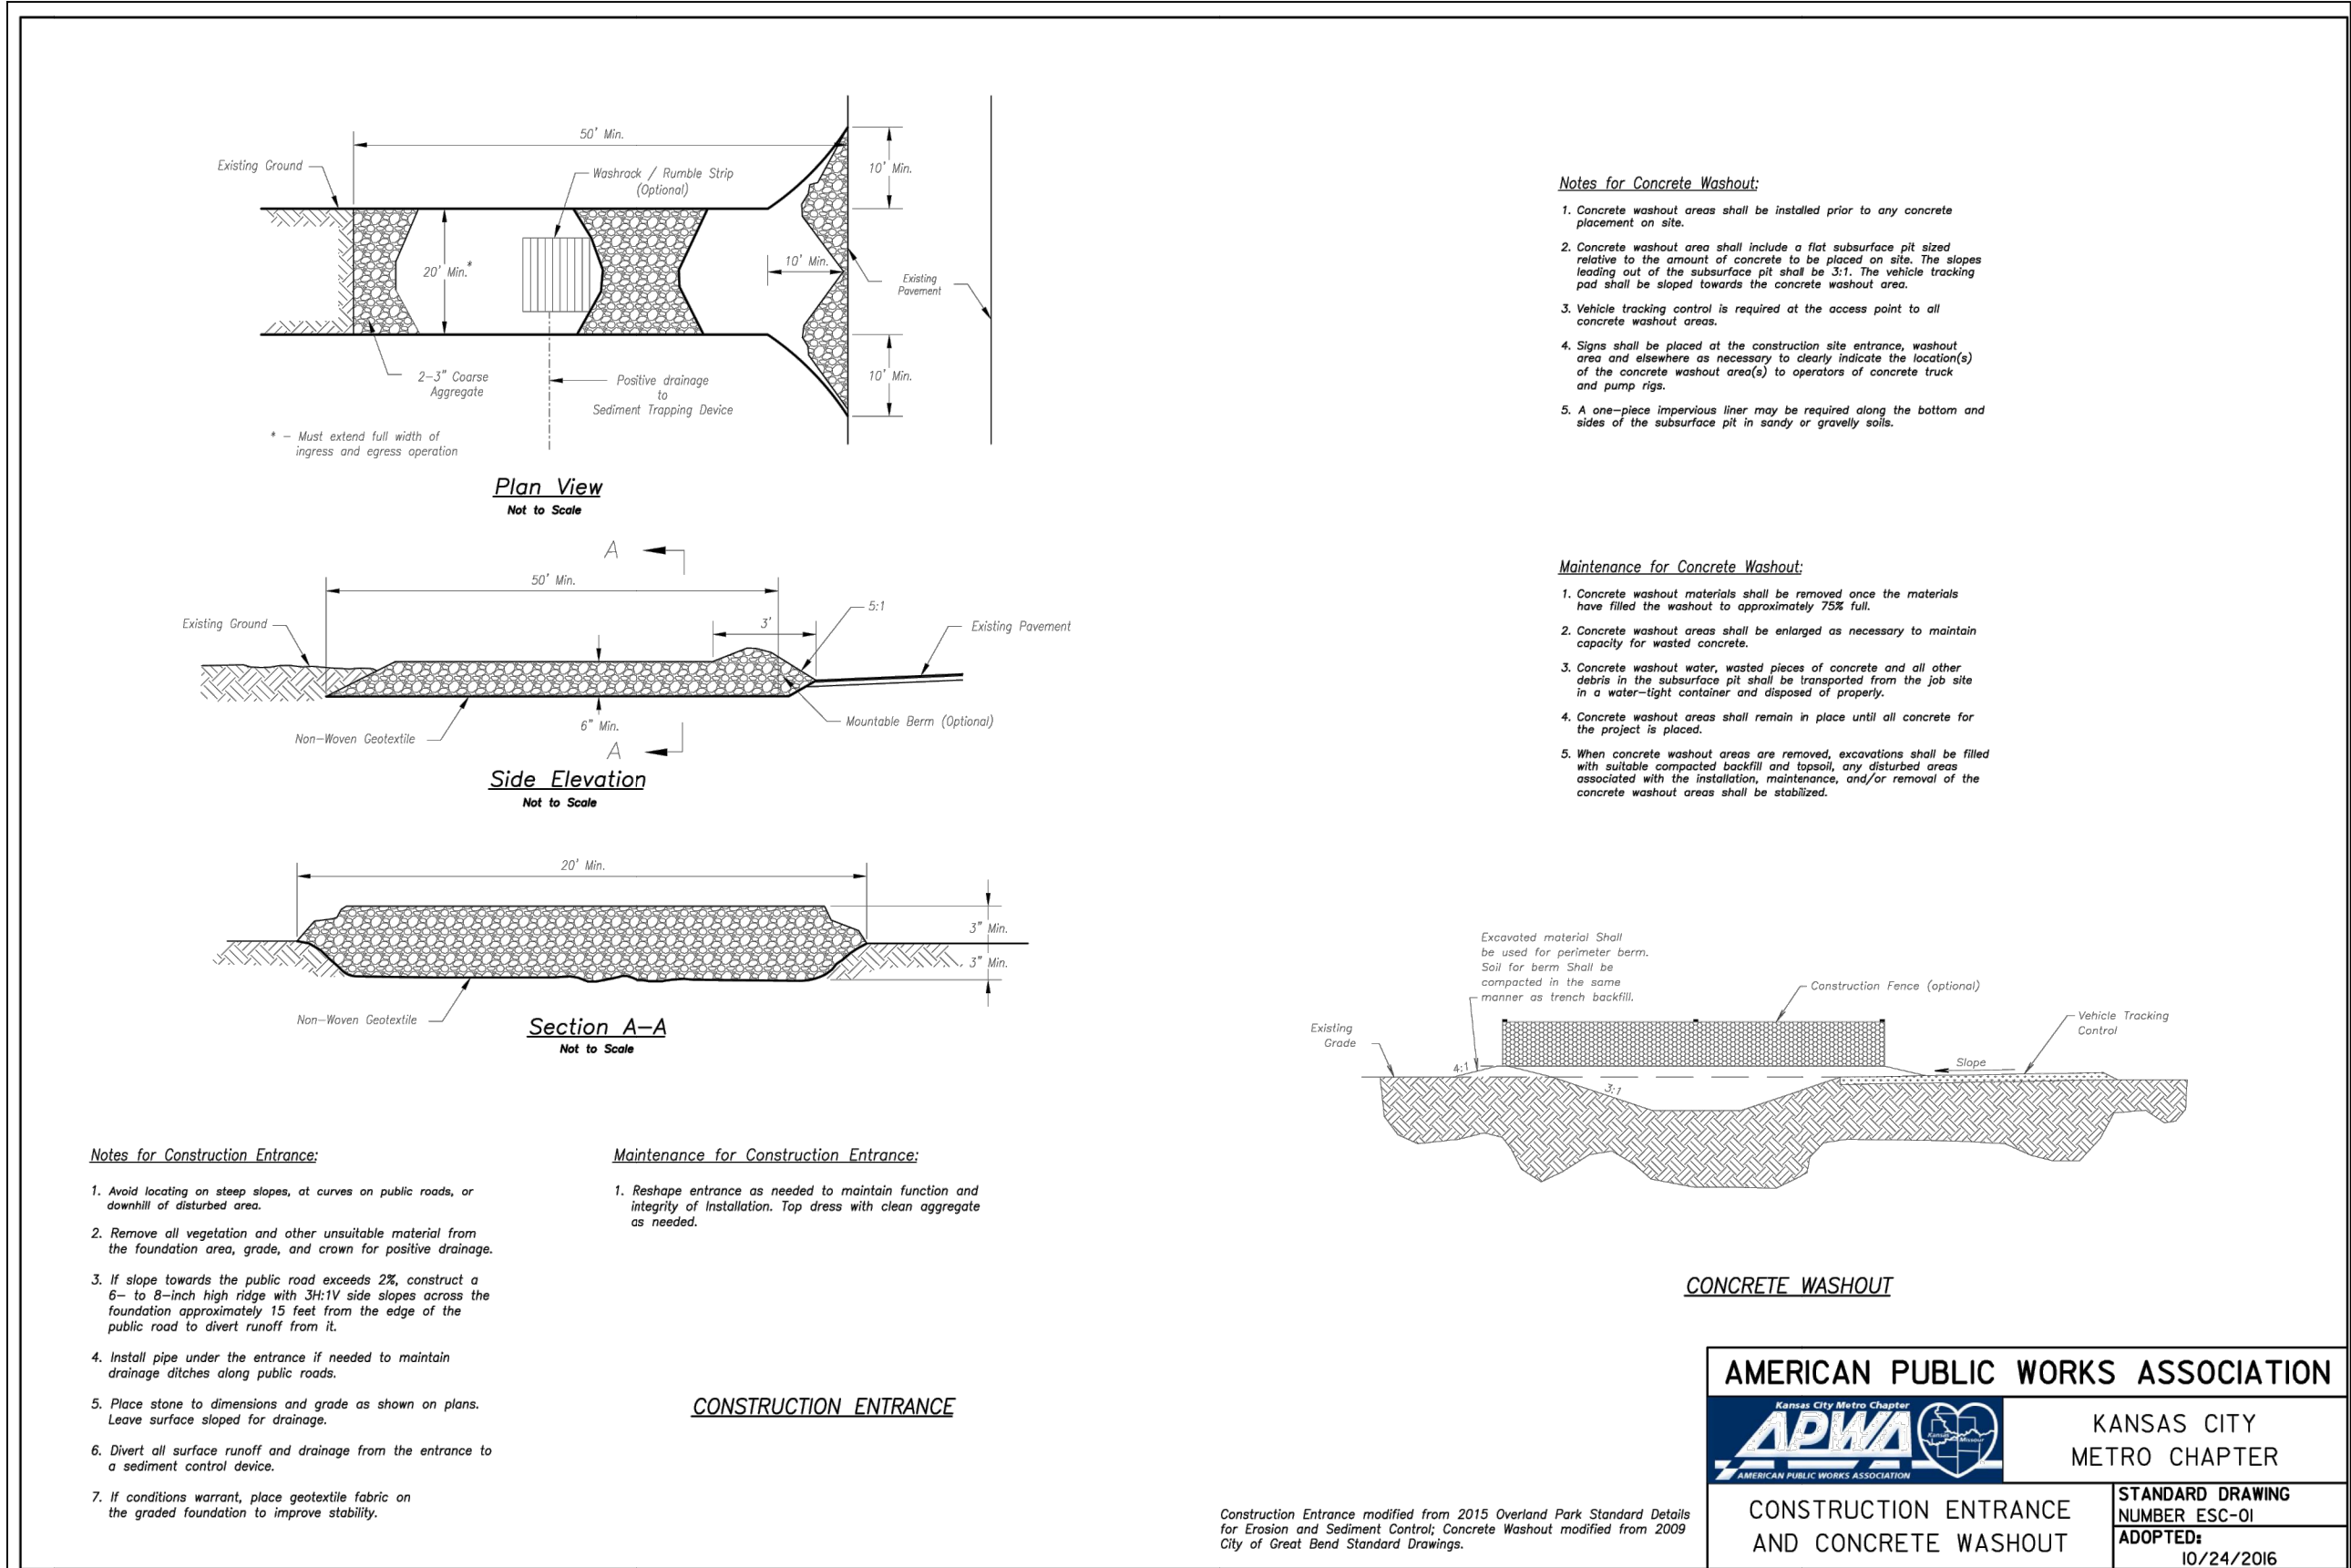 50' Min.
Existing Ground
Washrack / Rumble Strip
(Optional)
10' Min.
20' Min.*
10' Min.
Existing
Pavement
2-3" Coarse
Aggregate
Positive drainage
to
Sediment Trapping Device
10' Min.
* - Must extend full width of
ingress and egress operation
Plan View
Not to Scale
A
50' Min.
5:1
3'
Existing Ground
Existing Pavement
6" Min.
Mountable Berm (Optional)
Non-Woven Geotextile
A
Side Elevation
Not to Scale
20' Min.
3" Min.
3" Min.
Non-Woven Geotextile
Section A-A
Not to Scale
Notes for Construction Entrance:
1. Avoid locating on steep slopes, at curves on public roads, or
downhill of disturbed area.
2. Remove all vegetation and other unsuitable material from
the foundation area, grade, and crown for positive drainage.
3. If slope towards the public road exceeds 2%, construct a
6- to 8-inch high ridge with 3H:1V side slopes across the
foundation approximately 15 feet from the edge of the
public road to divert runoff from it.
4. Install pipe under the entrance if needed to maintain
drainage ditches along public roads.
5. Place stone to dimensions and grade as shown on plans.
Leave surface sloped for drainage.
6. Divert all surface runoff and drainage from the entrance to
a sediment control device.
7. If conditions warrant, place geotextile fabric on
the graded foundation to improve stability.
Maintenance for Construction Entrance:
1. Reshape entrance as needed to maintain function and
integrity of Installation. Top dress with clean aggregate
as needed.
CONSTRUCTION ENTRANCE
Notes for Concrete Washout:
1. Concrete washout areas shall be installed prior to any concrete
placement on site.
2. Concrete washout area shall include a flat subsurface pit sized
relative to the amount of concrete to be placed on site. The slopes
leading out of the subsurface pit shall be 3:1. The vehicle tracking
pad shall be sloped towards the concrete washout area.
3. Vehicle tracking control is required at the access point to all
concrete washout areas.
4. Signs shall be placed at the construction site entrance, washout
area and elsewhere as necessary to clearly indicate the location(s)
of the concrete washout area(s) to operators of concrete truck
and pump rigs.
5. A one-piece impervious liner may be required along the bottom and
sides of the subsurface pit in sandy or gravelly soils.
Maintenance for Concrete Washout:
1. Concrete washout materials shall be removed once the materials
have filled the washout to approximately 75% full.
2. Concrete washout areas shall be enlarged as necessary to maintain
capacity for wasted concrete.
3. Concrete washout water, wasted pieces of concrete and all other
debris in the subsurface pit shall be transported from the job site
in a water-tight container and disposed of properly.
4. Concrete washout areas shall remain in place until all concrete for
the project is placed.
5. When concrete washout areas are removed, excavations shall be filled
with suitable compacted backfill and topsoil, any disturbed areas
associated with the installation, maintenance, and/or removal of the
concrete washout areas shall be stabilized.
Excavated material Shall
be used for perimeter berm.
Soil for berm Shall be
compacted in the same
manner as trench backfill.
Construction Fence (optional)
Existing
Grade
Vehicle Tracking
Control
Slope
4:1
3:1
CONCRETE WASHOUT
Construction Entrance modified from 2015 Overland Park Standard Details
for Erosion and Sediment Control; Concrete Washout modified from 2009
City of Great Bend Standard Drawings.
AMERICAN PUBLIC WORKS ASSOCIATION
Kansas City Metro Chapter
APWA
Kansas
Missouri
AMERICAN PUBLIC WORKS ASSOCIATION
KANSAS CITY
METRO CHAPTER
CONSTRUCTION ENTRANCE
AND CONCRETE WASHOUT
STANDARD DRAWING
NUMBER ESC-01
ADOPTED:
10/24/2016